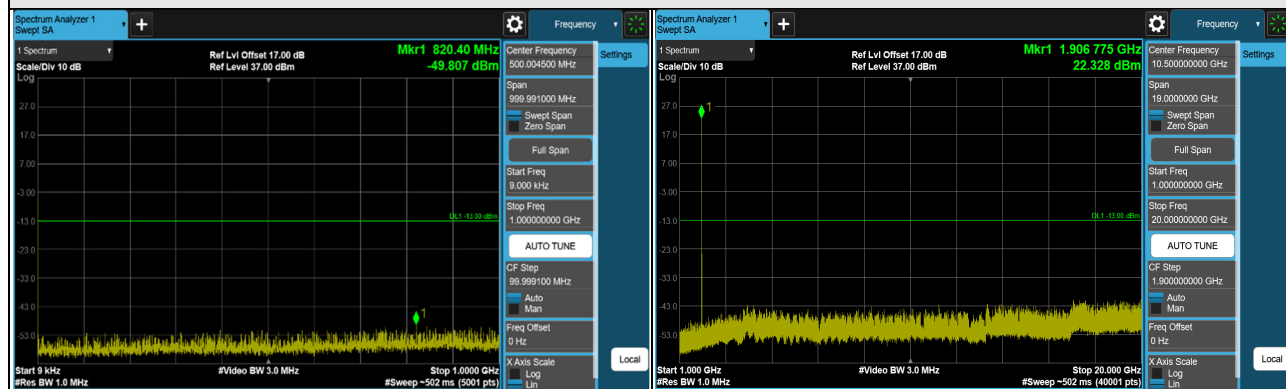 Spectrum Analyzer 1
Swept SA
+
Frequency
1 Spectrum
Scale/Div 10 dB
Log
Ref Lvl Offset 17.00 dB
Ref Level 37.00 dBm
Mkr1 820.40 MHz
-49.807 dBm
27.0
17.0
7.00
-3.00
-13.0
-23.0
-33.0
-43.0
-53.0
DL1 -13.00 dBm
1
Start 9 kHz
#Res BW 1.0 MHz
#Video BW 3.0 MHz
Stop 1.0000 GHz
#Sweep ~502 ms (5001 pts)
Center Frequency
500.004500 MHz
Span
999.991000 MHz
Swept Span
Zero Span
Full Span
Start Freq
9.000 kHz
Stop Freq
1.000000000 GHz
AUTO TUNE
CF Step
99.999100 MHz
Auto
Man
Freq Offset
0 Hz
X Axis Scale
Log
Lin
Settings
Local
Spectrum Analyzer 1
Swept SA
+
Frequency
1 Spectrum
Scale/Div 10 dB
Log
Ref Lvl Offset 17.00 dB
Ref Level 37.00 dBm
Mkr1 1.906 775 GHz
22.328 dBm
27.0
17.0
7.00
-3.00
-13.0
-23.0
-33.0
-43.0
-53.0
1
DL1 -13.00 dBm
Start 1.000 GHz
#Res BW 1.0 MHz
#Video BW 3.0 MHz
Stop 20.000 GHz
#Sweep ~502 ms (40001 pts)
Center Frequency
10.500000000 GHz
Span
19.0000000 GHz
Swept Span
Zero Span
Full Span
Start Freq
1.000000000 GHz
Stop Freq
20.000000000 GHz
AUTO TUNE
CF Step
1.900000000 GHz
Auto
Man
Freq Offset
0 Hz
X Axis Scale
Log
Lin
Settings
Local